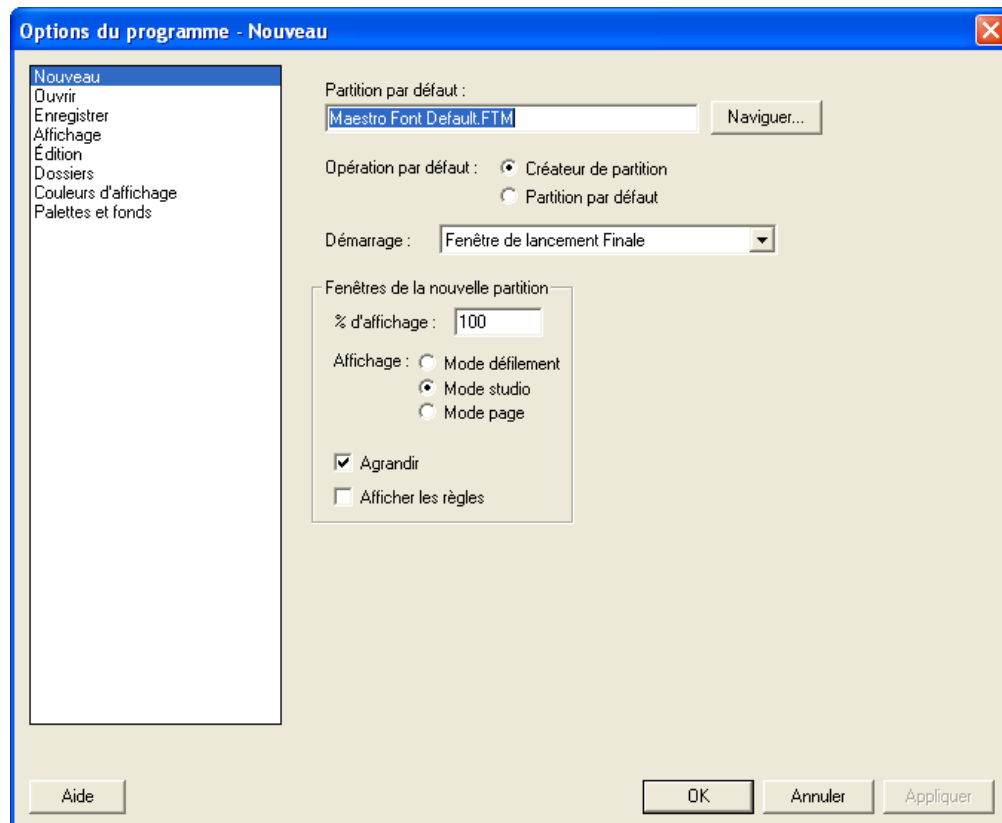 Options du programme - Nouveau
Nouveau
Ouvrir
Enregistrer
Affichage
Édition
Dossiers
Couleurs d'affichage
Palettes et fonds
Partition par défaut :
Maestro Font Default.FTM
Naviguer...
Opération par défaut :
Créateur de partition
Partition par défaut
Démarrage :
Fenêtre de lancement Finale
Fenêtres de la nouvelle partition
% d'affichage :
100
Affichage :
Mode défilement
Mode studio
Mode page
Agrandir
Afficher les règles
Aide
OK
Annuler
Appliquer